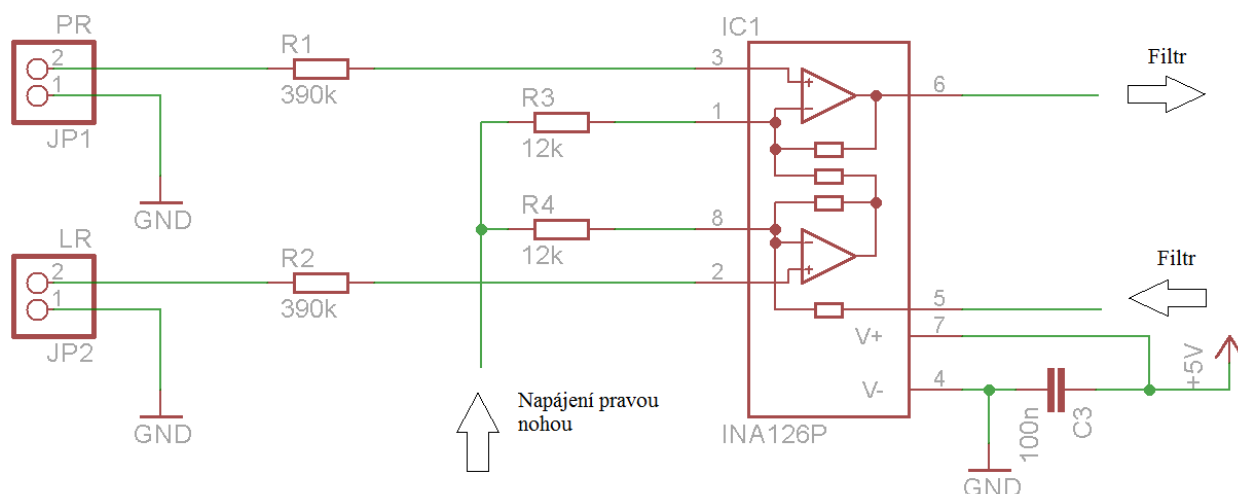 PR
2
1
JP1
GND
R1
390k
R3
12k
R4
12k
LR
2
1
JP2
GND
R2
390k
Napájení pravou
nohou
IC1
3
1
8
2
6
5
7
4
+
−
−
+
V+
V-
INA126P
Filtr
Filtr
+5V
100n
C3
GND